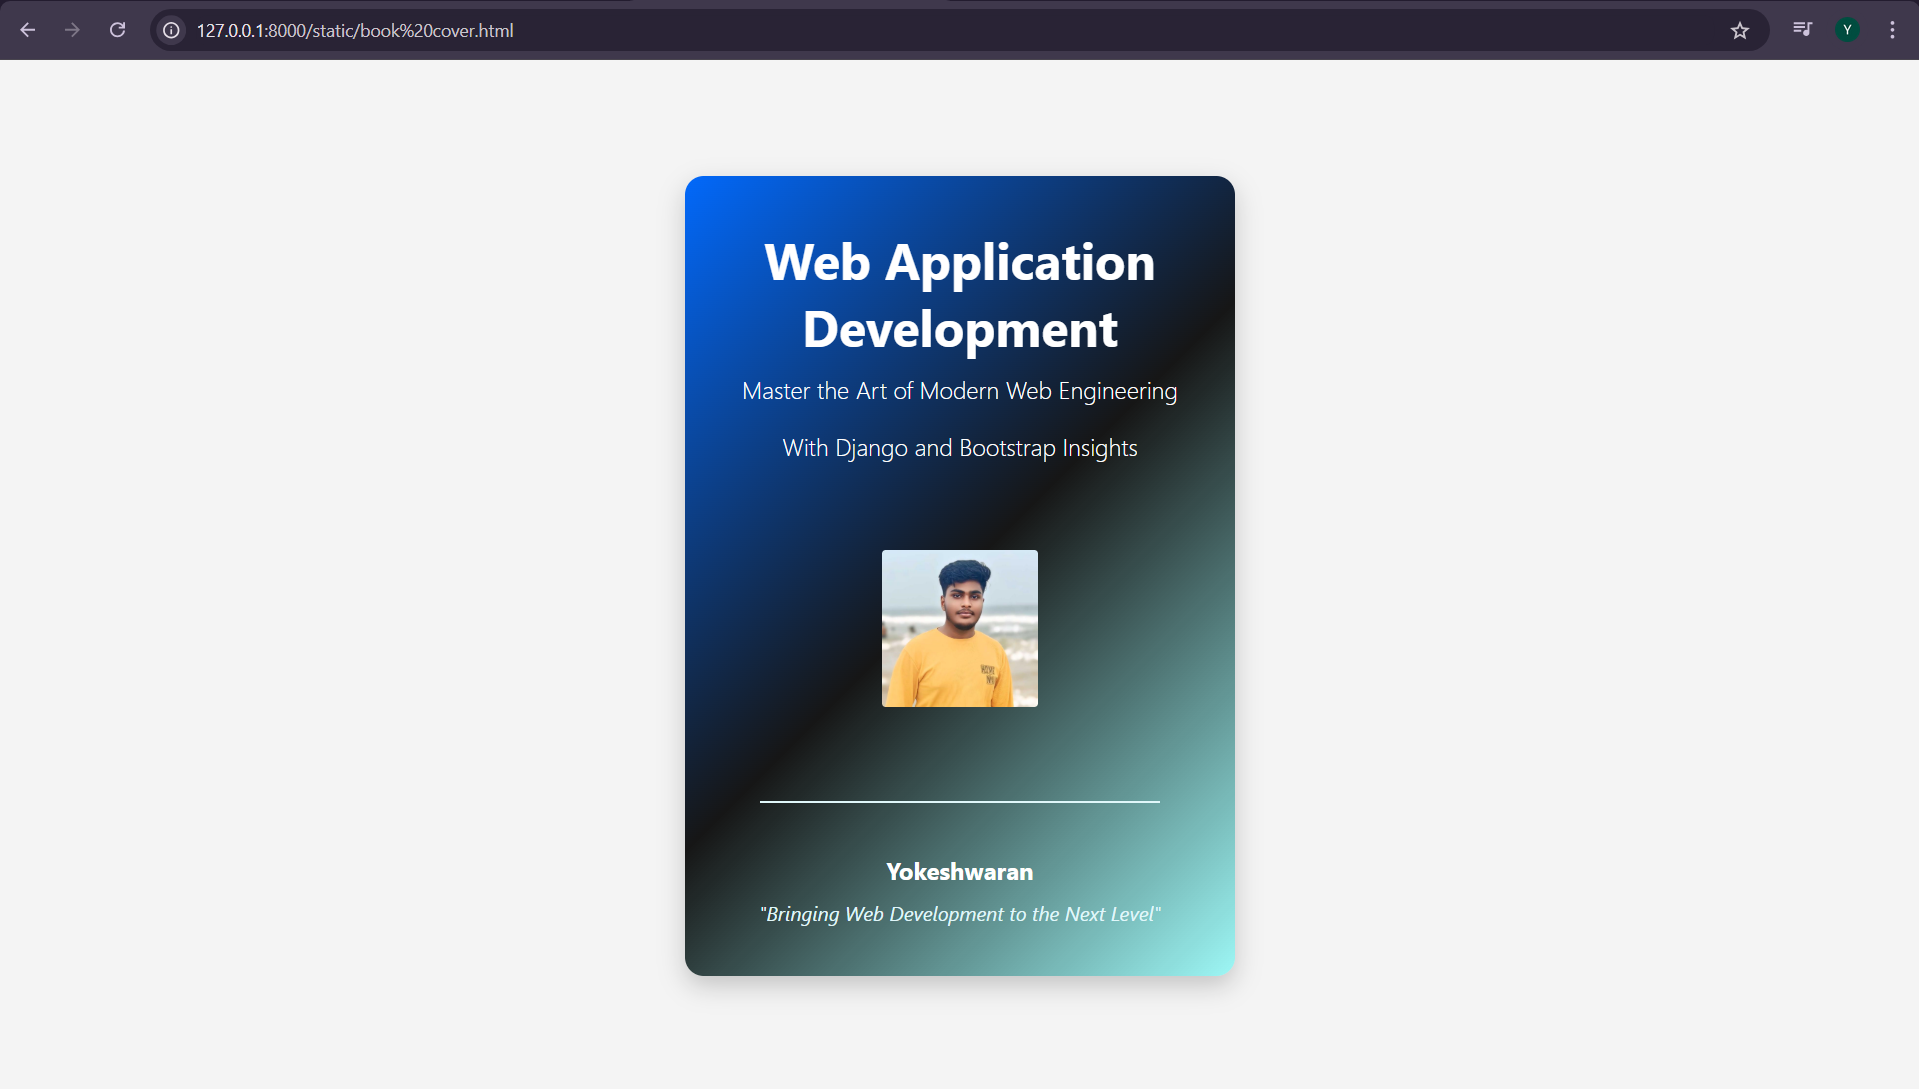 127.0.0.1:8000/static/book%20cover.html
Y
Web Application
Development
Master the Art of Modern Web Engineering
With Django and Bootstrap Insights
Yokeshwaran
"Bringing Web Development to the Next Level"